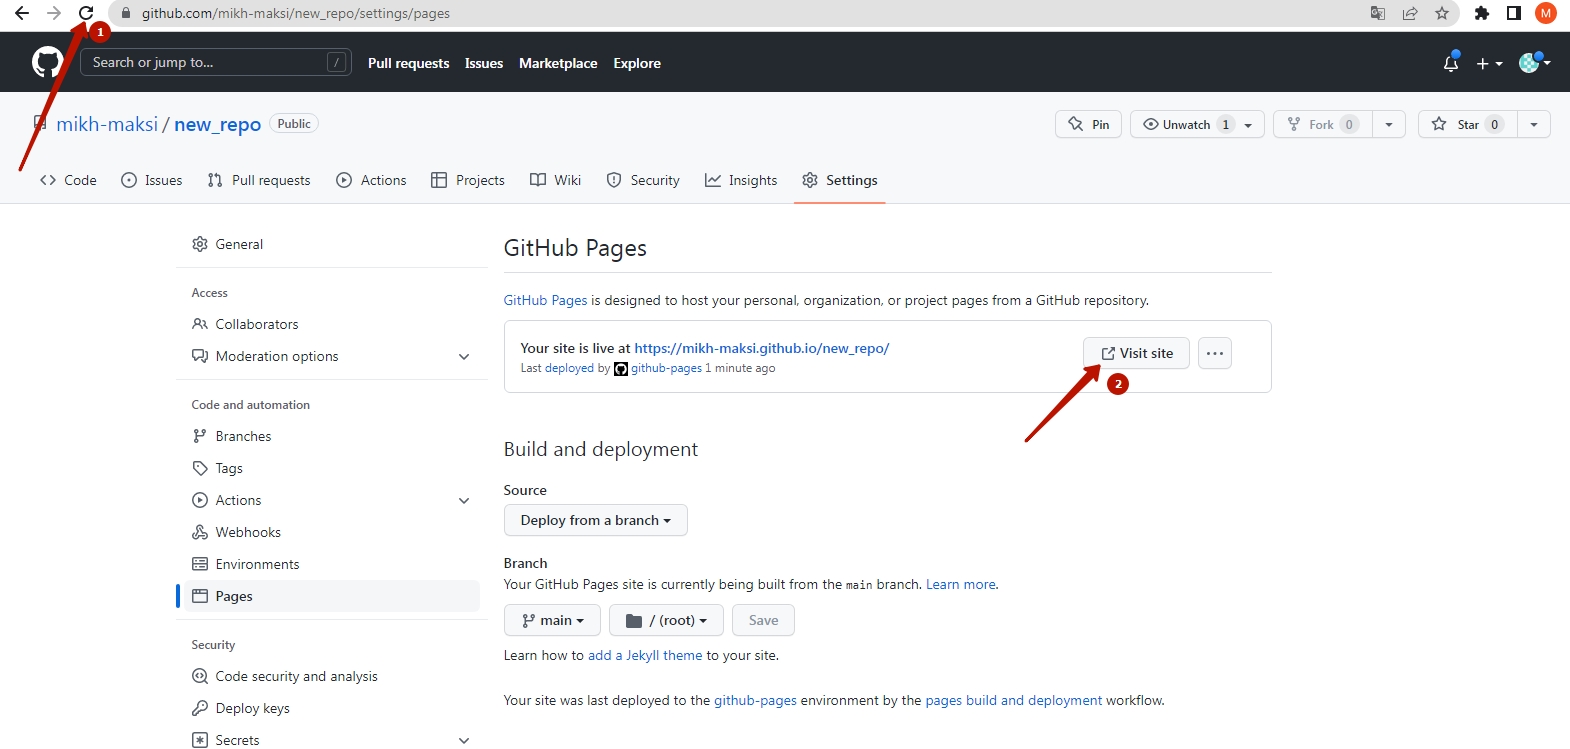 github.com/mikh-maksi/new_repo/settings/pages
M
1
Search or jump to... /
Pull requests Issues Marketplace Explore
mikh-maksi / new_repo Public
Pin Unwatch 1 Fork 0 Star 0
Code Issues Pull requests Actions Projects Wiki Security Insights Settings
General
Access
Collaborators
Moderation options
Code and automation
Branches
Tags
Actions
Webhooks
Environments
Pages
Security
Code security and analysis
Deploy keys
Secrets
GitHub Pages
GitHub Pages is designed to host your personal, organization, or project pages from a GitHub repository.
Your site is live at https://mikh-maksi.github.io/new_repo/
Last deployed by github-pages 1 minute ago
Visit site
2
Build and deployment
Source
Deploy from a branch
Branch
Your GitHub Pages site is currently being built from the main branch. Learn more.
main / (root) Save
Learn how to add a Jekyll theme to your site.
Your site was last deployed to the github-pages environment by the pages build and deployment workflow.